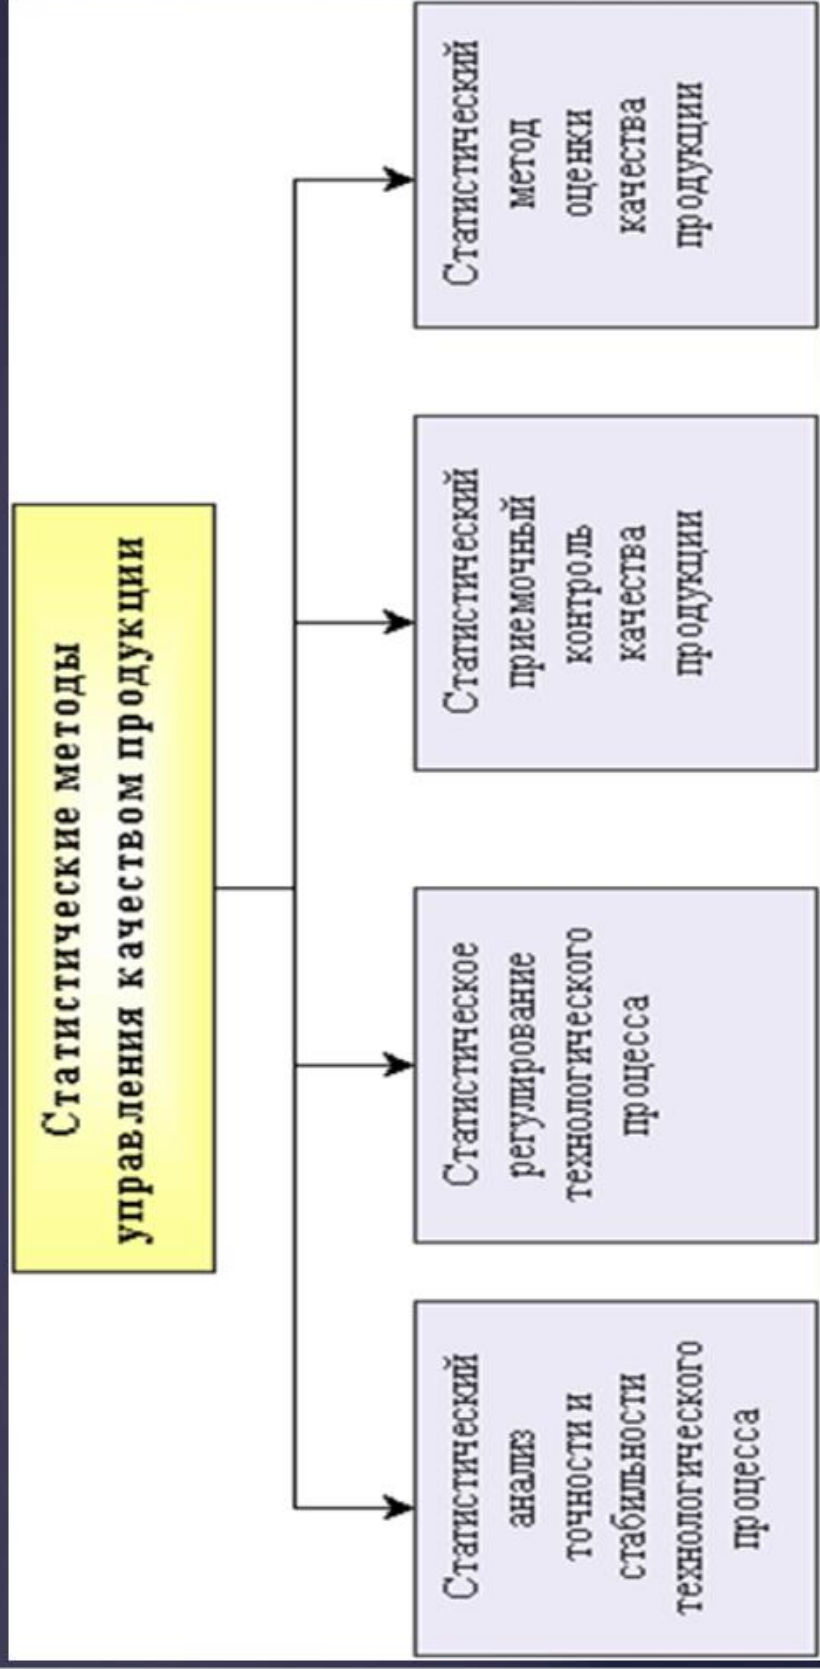 Статистические методы
управления качеством продукции
Статистический
анализ
точности и
стабильности
технологического
процесса
Статистическое
регулирование
технологического
процесса
Статистический
приемочный
контроль
качества
продукции
Статистический
метод
оценки
качества
продукции